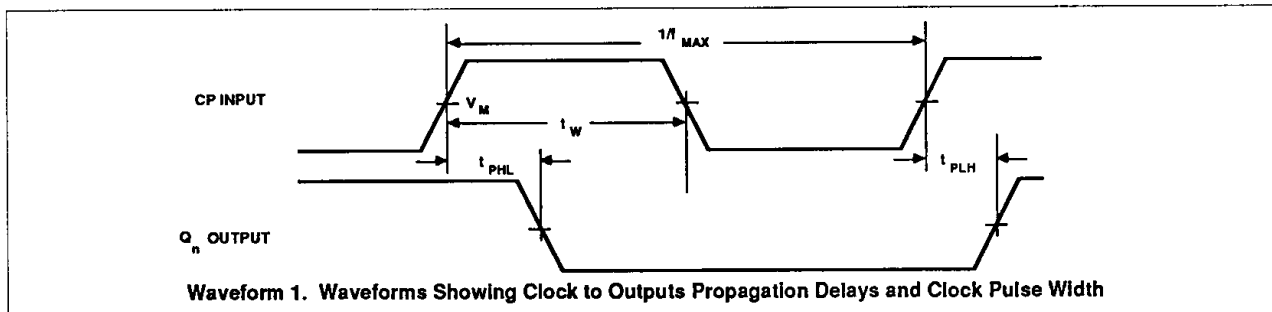 1/f MAX
CP INPUT
V M
t W
t PHL
t PLH
Q n OUTPUT
Waveform 1. Waveforms Showing Clock to Outputs Propagation Delays and Clock Pulse Width